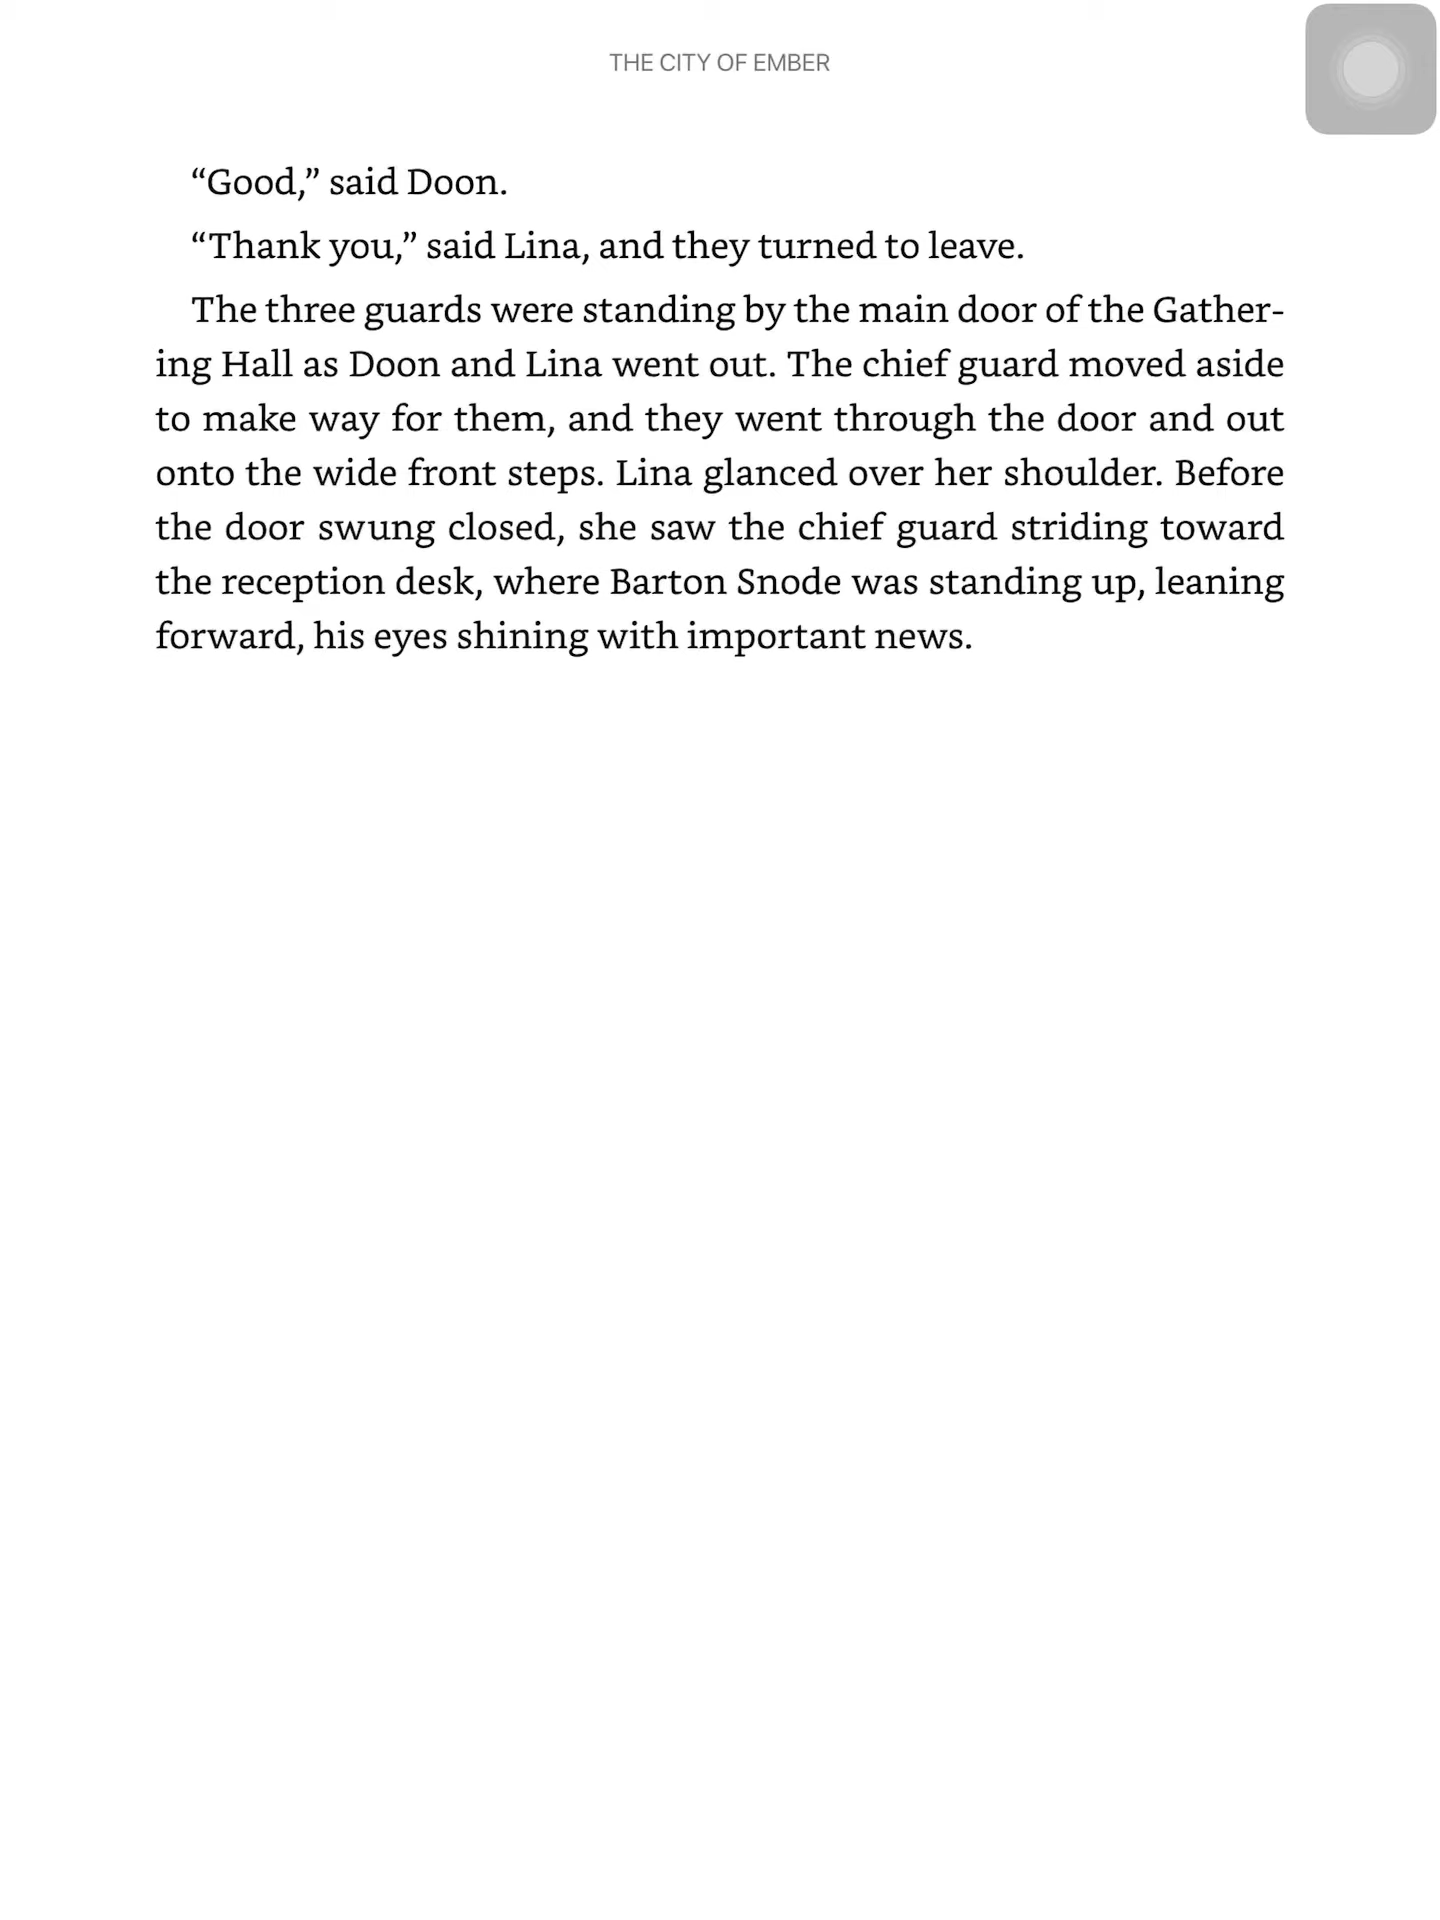 THE CITY OF EMBER
“Good,” said Doon.
“Thank you,” said Lina, and they turned to leave.
The three guards were standing by the main door of the Gather-
ing Hall as Doon and Lina went out. The chief guard moved aside
to make way for them, and they went through the door and out
onto the wide front steps. Lina glanced over her shoulder. Before
the door swung closed, she saw the chief guard striding toward
the reception desk, where Barton Snode was standing up, leaning
forward, his eyes shining with important news.